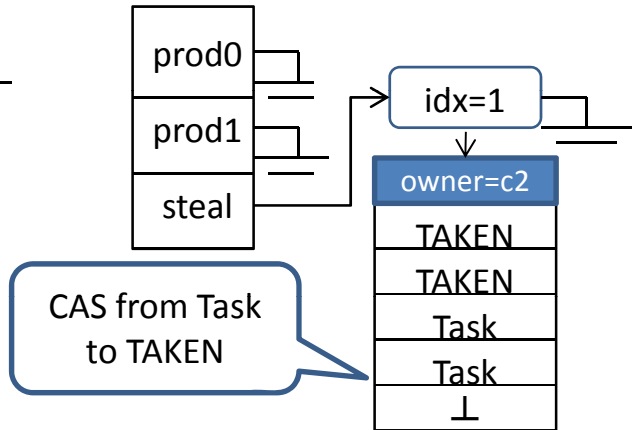 prod0
prod1
steal
idx=1
owner=c2
TAKEN
TAKEN
Task
Task
⊥
CAS from Task
to TAKEN